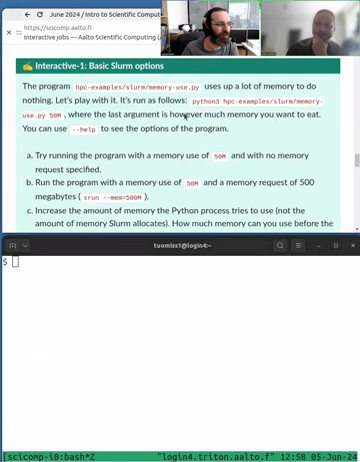 June 2024 / Intro to Scientific Comput
https://scicomp.aalto.fi
Interactive jobs — Aalto Scientific Computing (A
Interactive-1: Basic Slurm options
The program hpc-examples/slurm/memory-use.py uses up a lot of memory to do
nothing. Let's play with it. It's run as follows: python3 hpc-examples/slurm/memory-
use.py 50M , where the last argument is however much memory you want to eat.
You can use --help to see the options of the program.
a. Try running the program with a memory use of 50M and with no memory
request specified.
b. Run the program with a memory use of 50M and a memory request of 500
megabytes ( srun --mem=500M ).
c. Increase the amount of memory the Python process tries to use (not the
amount of memory Slurm allocates). How much memory can you use before the
tuomiss1@login4:~
$
[scicomp-i0:bash*Z "login4.triton.aalto.f" 12:58 05-Jun-24